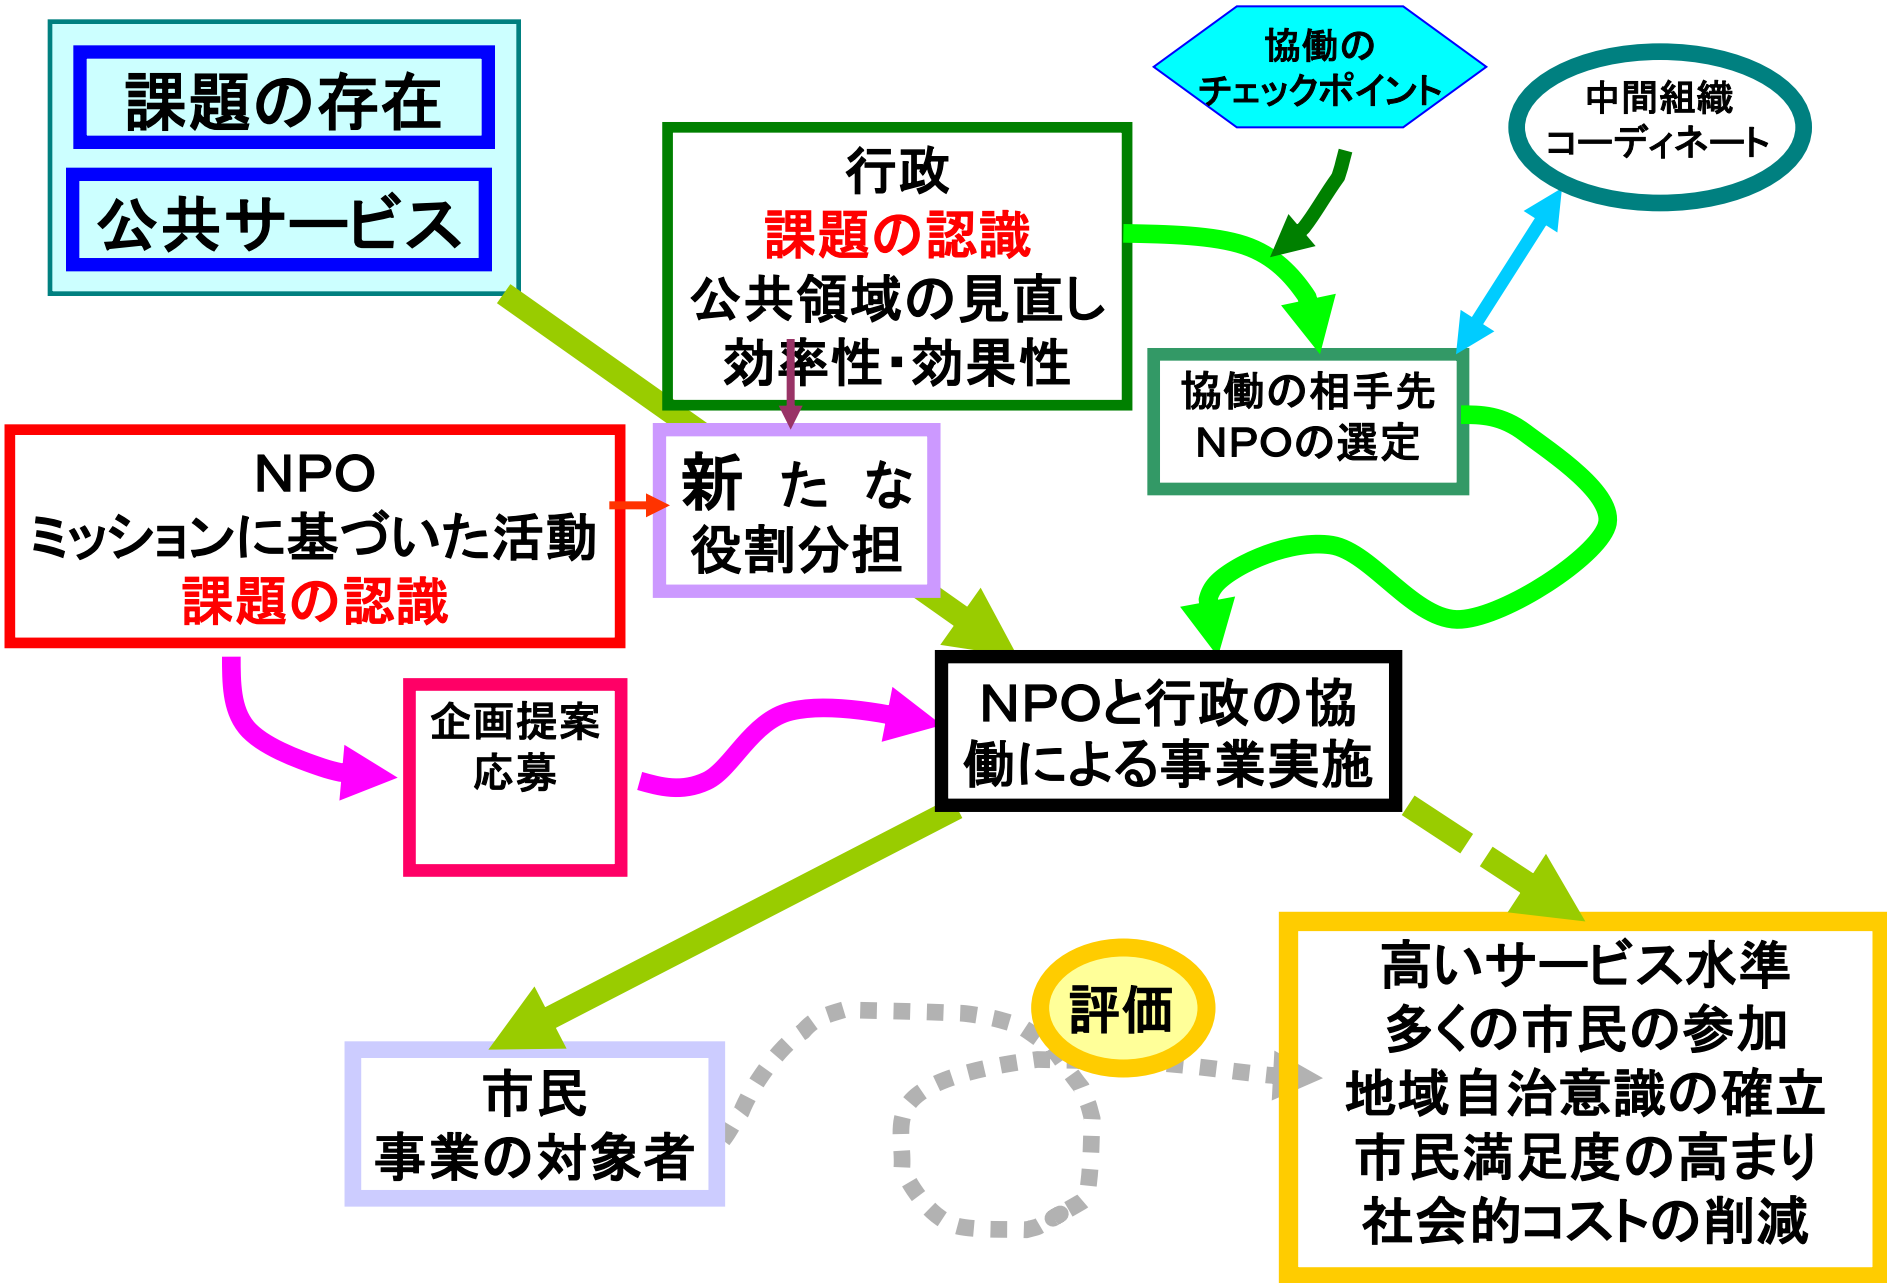 課題の存在
公共サービス
協働の
チェックポイント
中間組織
コーディネート
行政
課題の認識
公共領域の見直し
効率性・効果性
協働の相手先
ＮＰＯの選定
ＮＰＯ
ミッションに基づいた活動
課題の認識
新　た　な
役割分担
企画提案
応募
ＮＰＯと行政の協
働による事業実施
市民
事業の対象者
評価
高いサービス水準
多くの市民の参加
地域自治意識の確立
市民満足度の高まり
社会的コストの削減